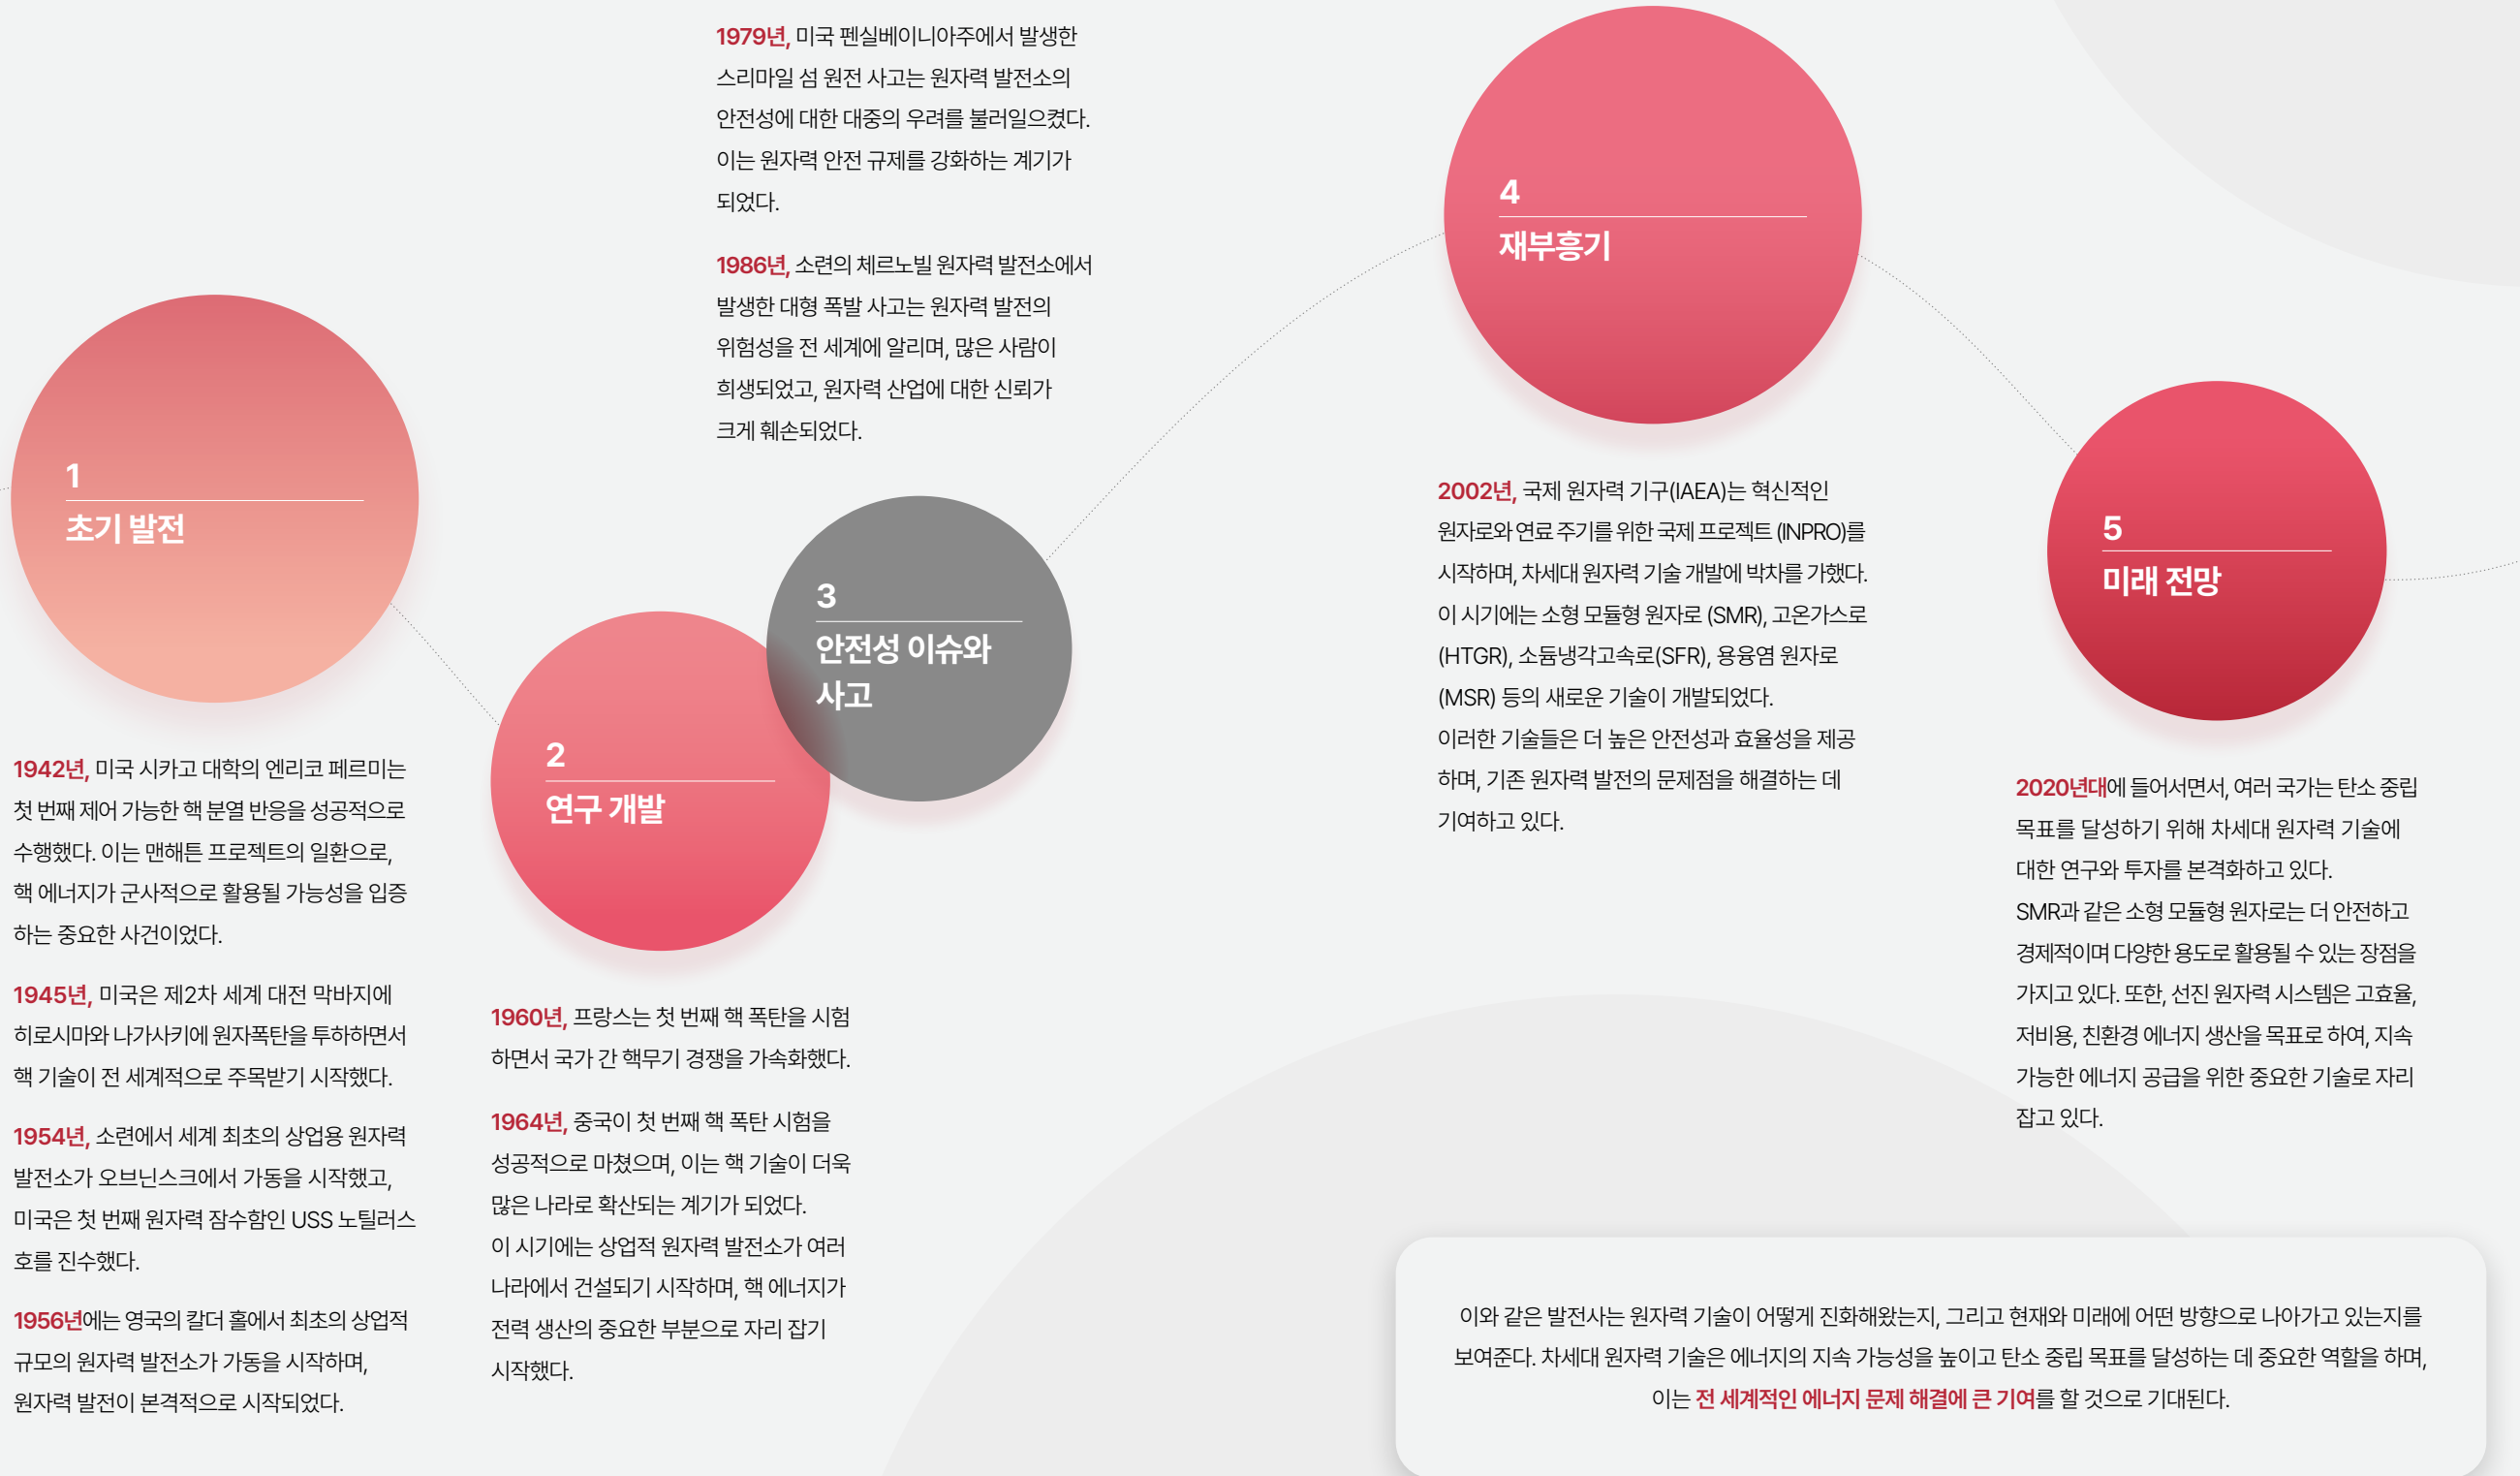 1
초기 발전
1942년, 미국 시카고 대학의 엔리코 페르미는
첫 번째 제어 가능한 핵 분열 반응을 성공적으로
수행했다. 이는 맨해튼 프로젝트의 일환으로,
핵 에너지가 군사적으로 활용될 가능성을 입증
하는 중요한 사건이었다.
1945년, 미국은 제2차 세계 대전 막바지에
히로시마와 나가사키에 원자폭탄을 투하하면서
핵 기술이 전 세계적으로 주목받기 시작했다.
1954년, 소련에서 세계 최초의 상업용 원자력
발전소가 오브닌스크에서 가동을 시작했고,
미국은 첫 번째 원자력 잠수함인 USS 노틸러스
호를 진수했다.
1956년에는 영국의 칼더 홀에서 최초의 상업적
규모의 원자력 발전소가 가동을 시작하며,
원자력 발전이 본격적으로 시작되었다.
2
연구 개발
1960년, 프랑스는 첫 번째 핵 폭탄을 시험
하면서 국가 간 핵무기 경쟁을 가속화했다.
1964년, 중국이 첫 번째 핵 폭탄 시험을
성공적으로 마쳤으며, 이는 핵 기술이 더욱
많은 나라로 확산되는 계기가 되었다.
이 시기에는 상업적 원자력 발전소가 여러
나라에서 건설되기 시작하며, 핵 에너지가
전력 생산의 중요한 부분으로 자리 잡기
시작했다.
1979년, 미국 펜실베이니아주에서 발생한
스리마일 섬 원전 사고는 원자력 발전소의
안전성에 대한 대중의 우려를 불러일으켰다.
이는 원자력 안전 규제를 강화하는 계기가
되었다.
1986년, 소련의 체르노빌 원자력 발전소에서
발생한 대형 폭발 사고는 원자력 발전의
위험성을 전 세계에 알리며, 많은 사람이
희생되었고, 원자력 산업에 대한 신뢰가
크게 훼손되었다.
3
안전성 이슈와
사고
4
재부흥기
2002년, 국제 원자력 기구(IAEA)는 혁신적인
원자로와 연료 주기를 위한 국제 프로젝트 (INPRO)를
시작하며, 차세대 원자력 기술 개발에 박차를 가했다.
이 시기에는 소형 모듈형 원자로 (SMR), 고온가스로
(HTGR), 소듐냉각고속로(SFR), 용융염 원자로
(MSR) 등의 새로운 기술이 개발되었다.
이러한 기술들은 더 높은 안전성과 효율성을 제공
하며, 기존 원자력 발전의 문제점을 해결하는 데
기여하고 있다.
5
미래 전망
2020년대에 들어서면서, 여러 국가는 탄소 중립
목표를 달성하기 위해 차세대 원자력 기술에
대한 연구와 투자를 본격화하고 있다.
SMR과 같은 소형 모듈형 원자로는 더 안전하고
경제적이며 다양한 용도로 활용될 수 있는 장점을
가지고 있다. 또한, 선진 원자력 시스템은 고효율,
저비용, 친환경 에너지 생산을 목표로 하여, 지속
가능한 에너지 공급을 위한 중요한 기술로 자리
잡고 있다.
이와 같은 발전사는 원자력 기술이 어떻게 진화해왔는지, 그리고 현재와 미래에 어떤 방향으로 나아가고 있는지를
보여준다. 차세대 원자력 기술은 에너지의 지속 가능성을 높이고 탄소 중립 목표를 달성하는 데 중요한 역할을 하며,
이는 전 세계적인 에너지 문제 해결에 큰 기여를 할 것으로 기대된다.